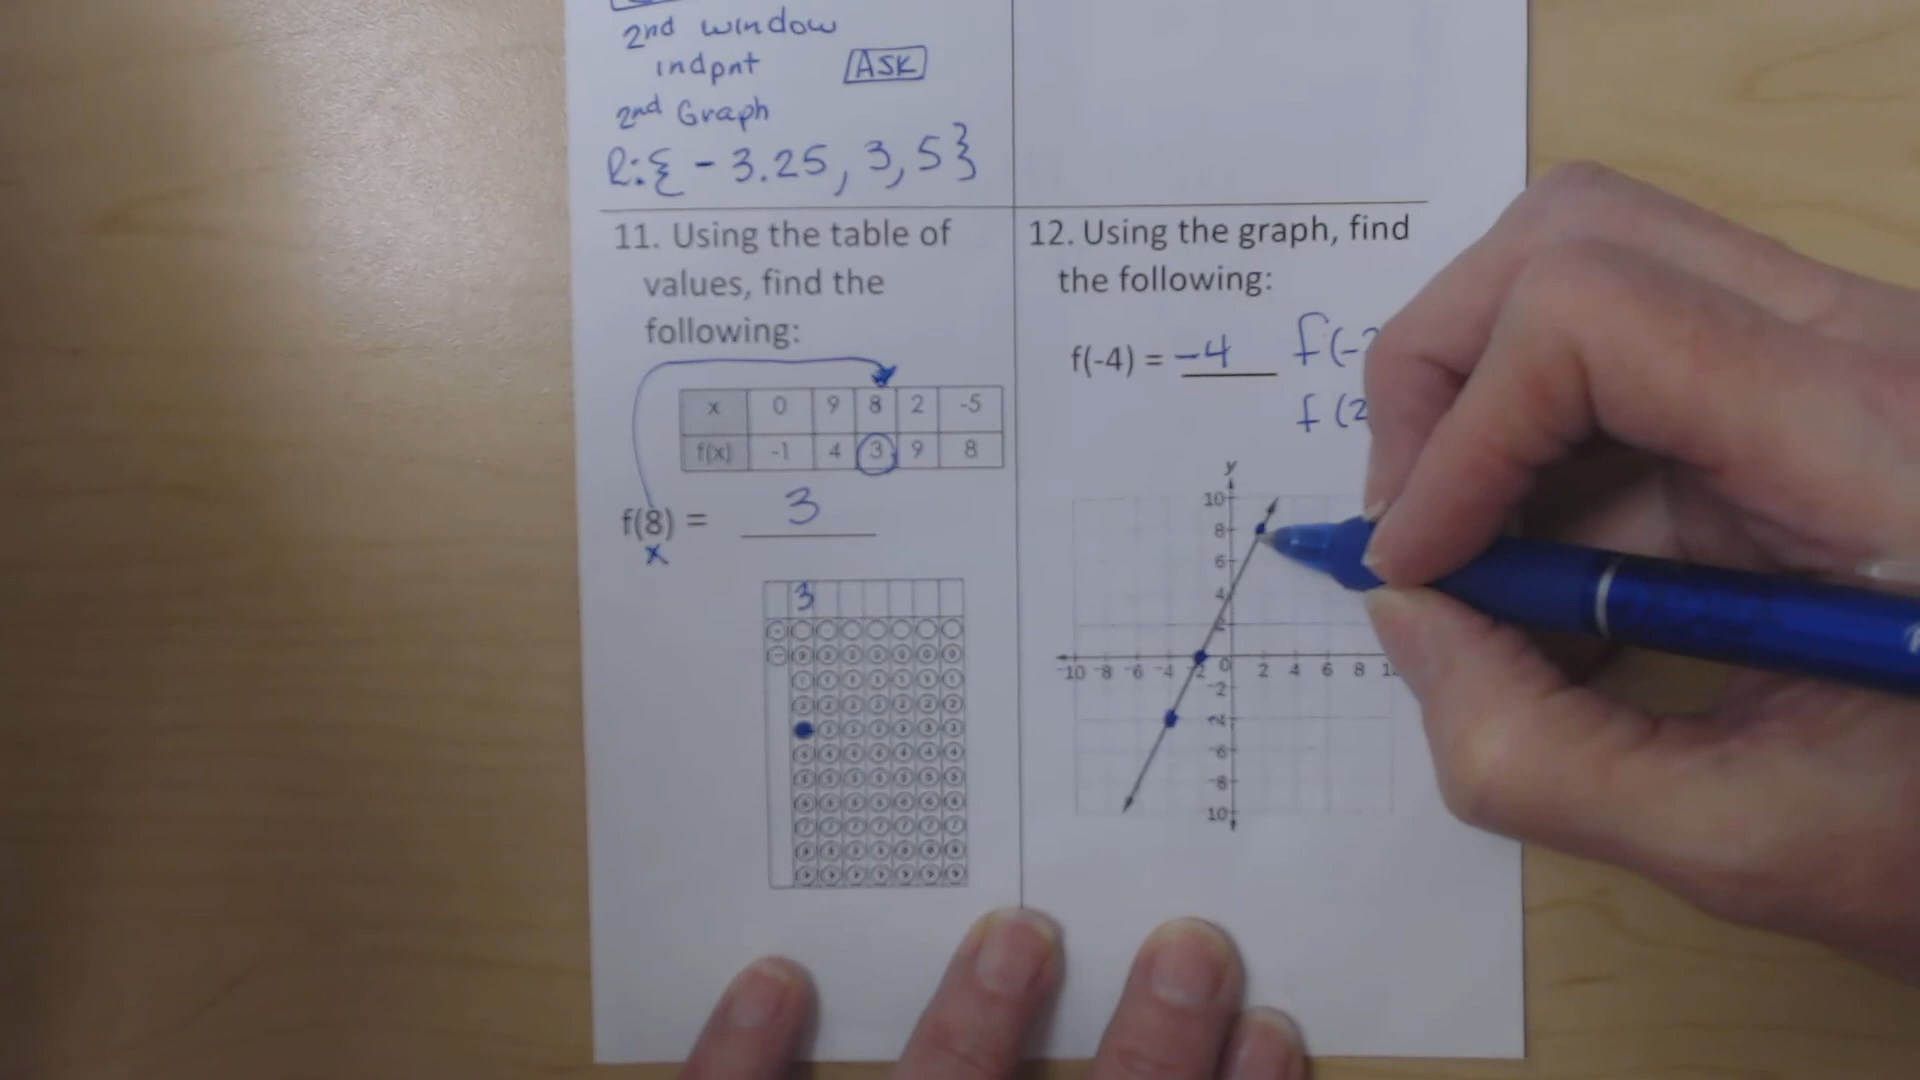 2nd window
indpnt ASK
2nd Graph
R:{-3.25, 3, 5}
11. Using the table of
values, find the
following:
x 0 9 8 2 -5
f(x) -1 4 3 9 8
f(8) = 3
x
3
12. Using the graph, find
the following:
f(-4) = -4 f(-
f(2
y
10
8
6
4
2
-10 -8 -6 -4 -2 0 2 4 6 8
-2
-4
-6
-8
10